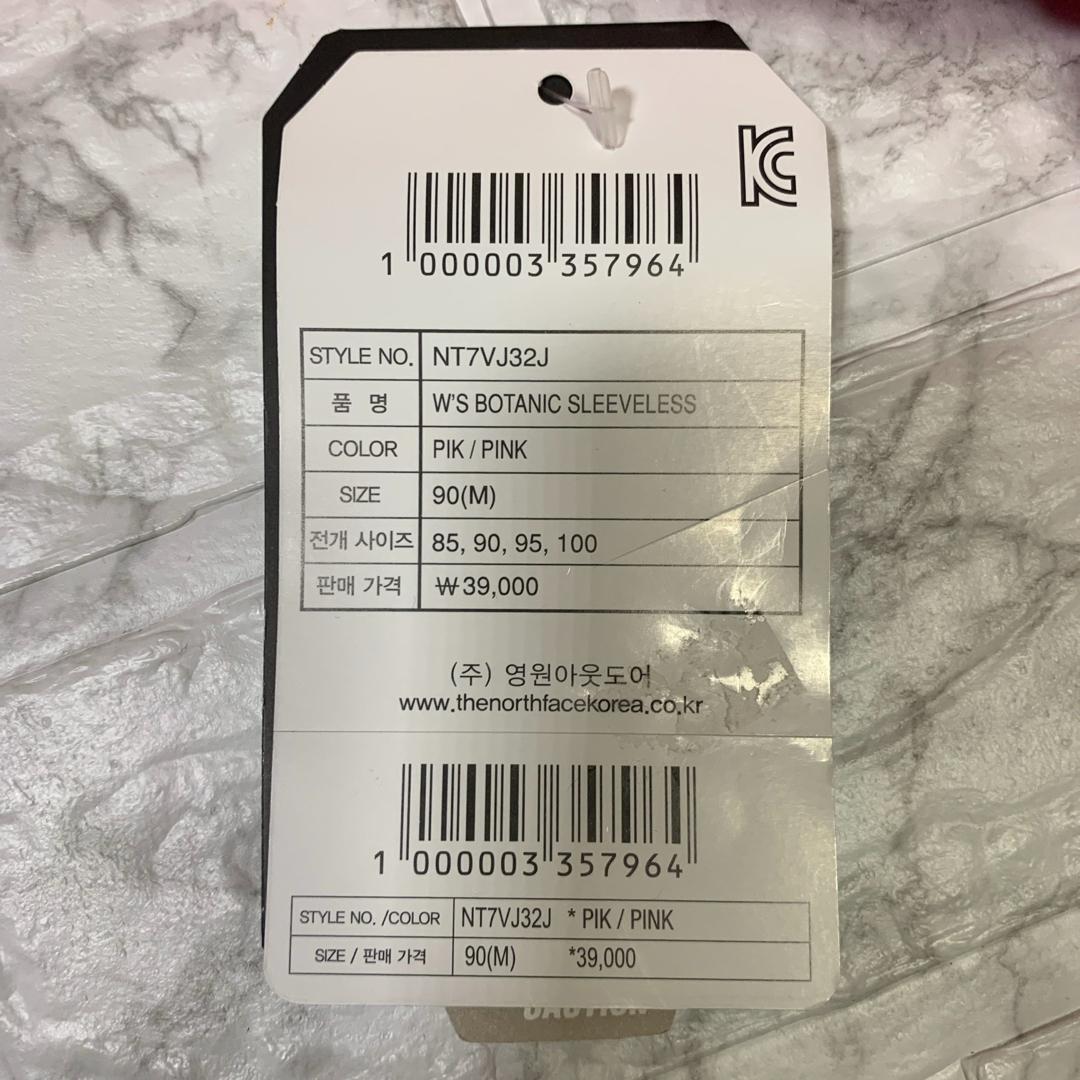 KC
1 000003 357964
STYLE NO. NT7VJ32J
품 명 W'S BOTANIC SLEEVELESS
COLOR PIK / PINK
SIZE 90(M)
전개 사이즈 85, 90, 95, 100
판매 가격 ₩39,000
(주) 영원아웃도어
www.thenorthfacekorea.co.kr
1 000003 357964
STYLE NO. /COLOR NT7VJ32J * PIK / PINK
SIZE / 판매 가격 90(M) *39,000
CAUTION